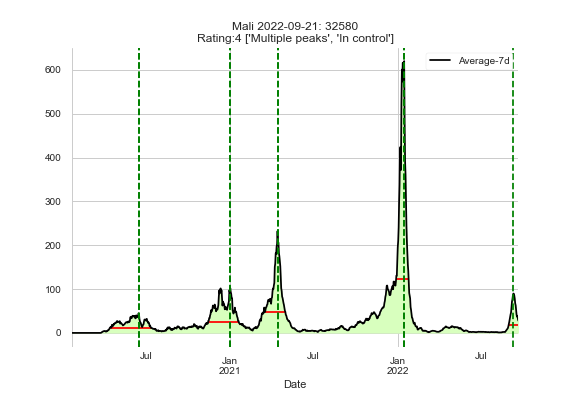 Mali 2022-09-21: 32580
Rating:4 ['Multiple peaks', 'In control']
Average-7d
600
500
400
300
200
100
0
Jul
Jan
2021
Jul
Jan
2022
Jul
Date